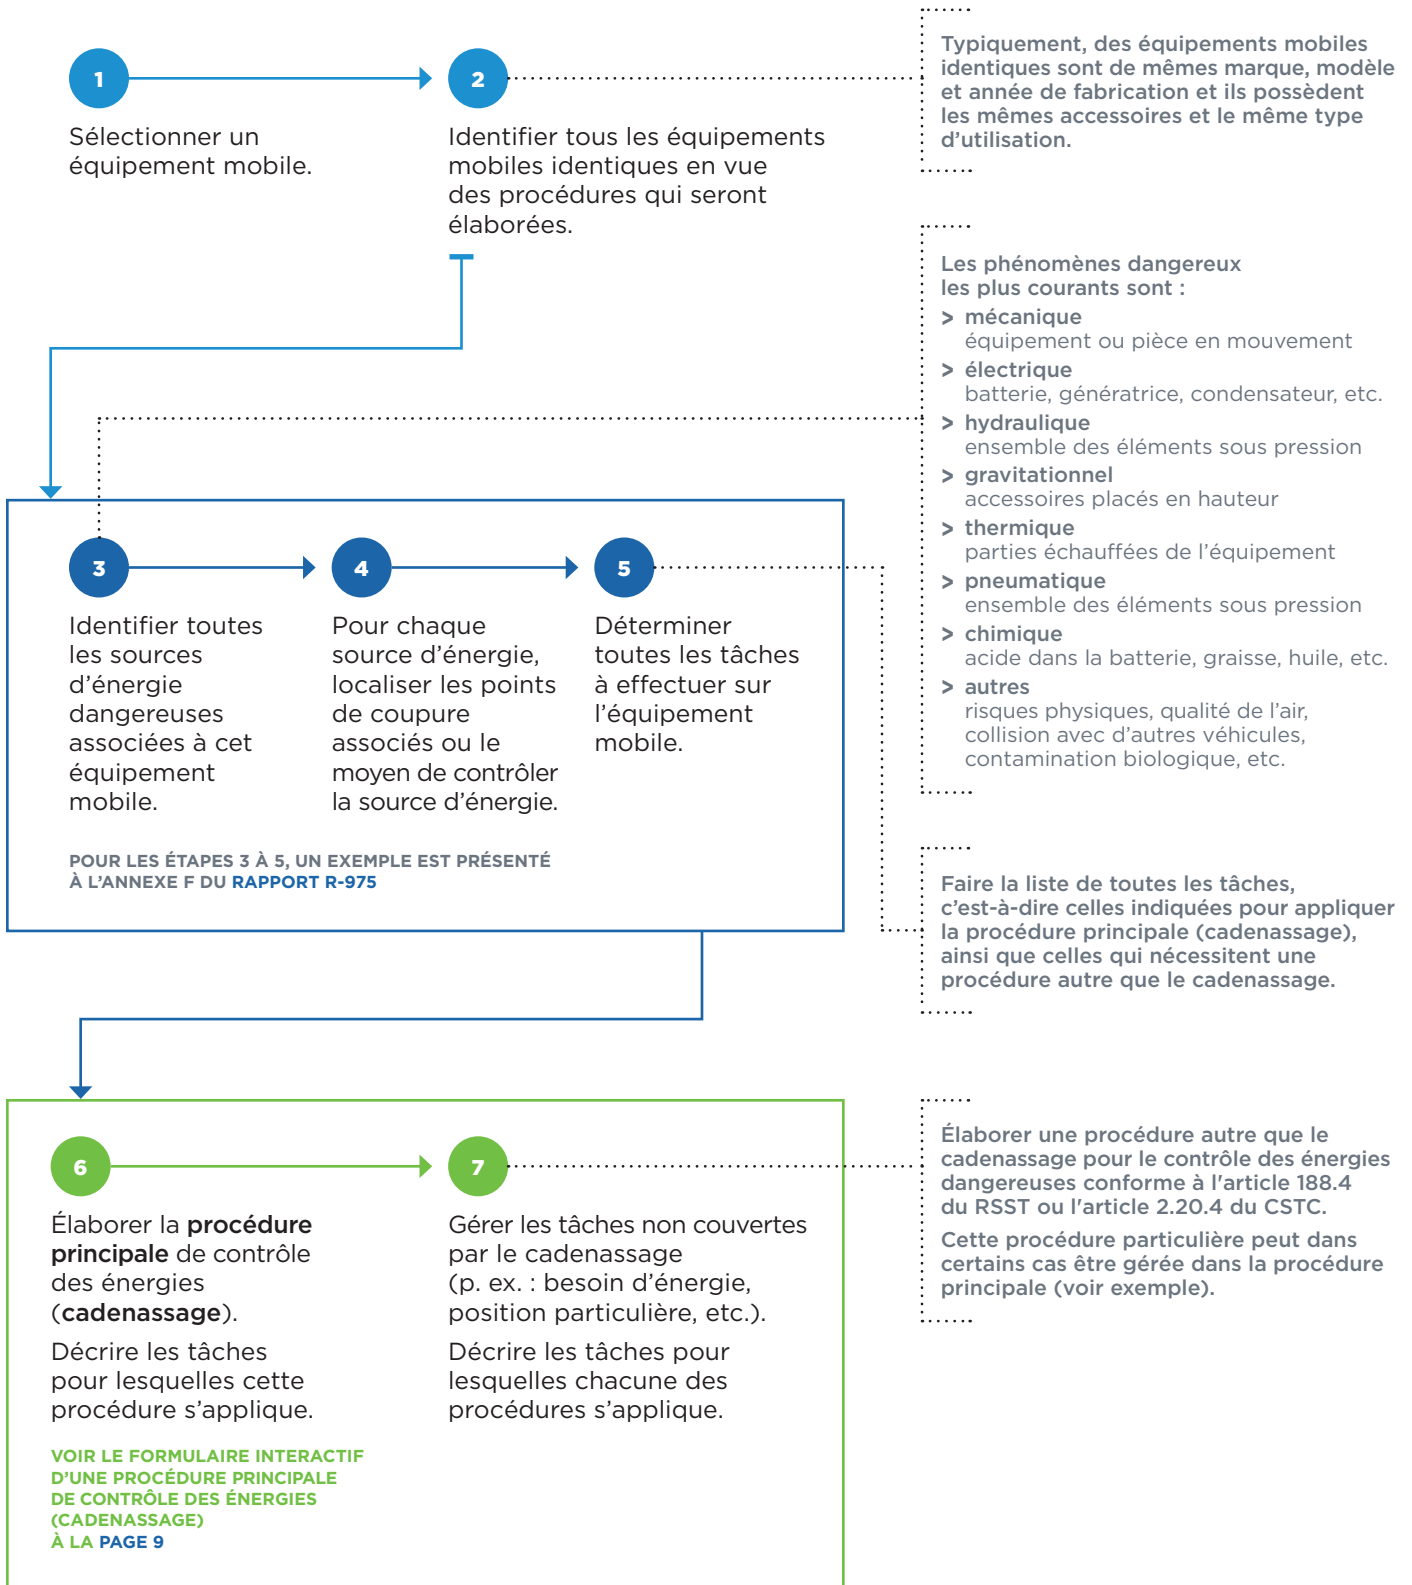 1
Sélectionner un
équipement mobile.
2
Identifier tous les équipements
mobiles identiques en vue
des procédures qui seront
élaborées.
Typiquement, des équipements mobiles
identiques sont de mêmes marque, modèle
et année de fabrication et ils possèdent
les mêmes accessoires et le même type
d’utilisation.
Les phénomènes dangereux
les plus courants sont :
> mécanique
équipement ou pièce en mouvement
> électrique
batterie, génératrice, condensateur, etc.
> hydraulique
ensemble des éléments sous pression
> gravitationnel
accessoires placés en hauteur
> thermique
parties échauffées de l’équipement
> pneumatique
ensemble des éléments sous pression
> chimique
acide dans la batterie, graisse, huile, etc.
> autres
risques physiques, qualité de l’air,
collision avec d’autres véhicules,
contamination biologique, etc.
3
Identifier toutes
les sources
d’énergie
dangereuses
associées à cet
équipement
mobile.
4
Pour chaque
source d’énergie,
localiser les points
de coupure
associés ou le
moyen de contrôler
la source d’énergie.
5
Déterminer
toutes les tâches
à effectuer sur
l’équipement
mobile.
POUR LES ÉTAPES 3 À 5, UN EXEMPLE EST PRÉSENTÉ
À L’ANNEXE F DU RAPPORT R-975
Faire la liste de toutes les tâches,
c’est-à-dire celles indiquées pour appliquer
la procédure principale (cadenassage),
ainsi que celles qui nécessitent une
procédure autre que le cadenassage.
6
Élaborer la procédure
principale de contrôle
des énergies
(cadenassage).
Décrire les tâches
pour lesquelles cette
procédure s’applique.
VOIR LE FORMULAIRE INTERACTIF
D’UNE PROCÉDURE PRINCIPALE
DE CONTRÔLE DES ÉNERGIES
(CADENASSAGE)
À LA PAGE 9
7
Gérer les tâches non couvertes
par le cadenassage
(p. ex. : besoin d’énergie,
position particulière, etc.).
Décrire les tâches pour
lesquelles chacune des
procédures s’applique.
Élaborer une procédure autre que le
cadenassage pour le contrôle des énergies
dangereuses conforme à l'article 188.4
du RSST ou l'article 2.20.4 du CSTC.
Cette procédure particulière peut dans
certains cas être gérée dans la procédure
principale (voir exemple).